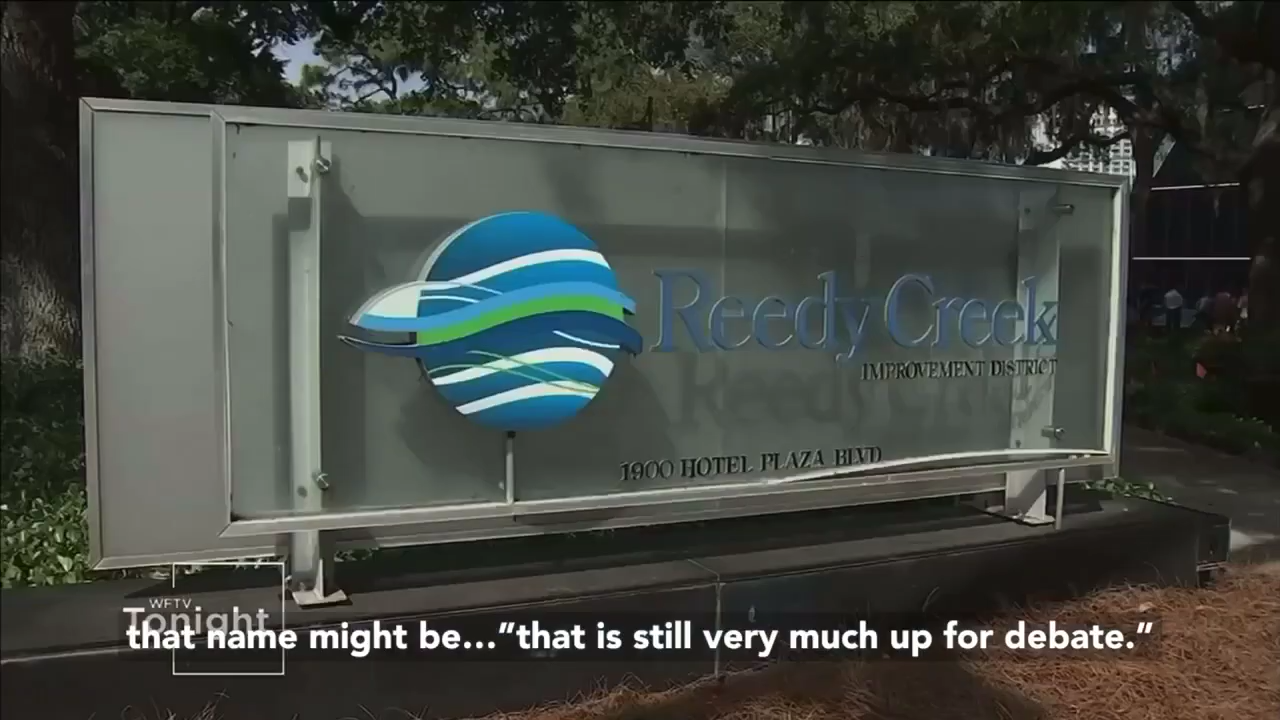 Reedy Creek
IMPROVEMENT DISTRICT
1900 HOTEL PLAZA BLVD
WFTV
Tonight
that name might be...”that is still very much up for debate.”